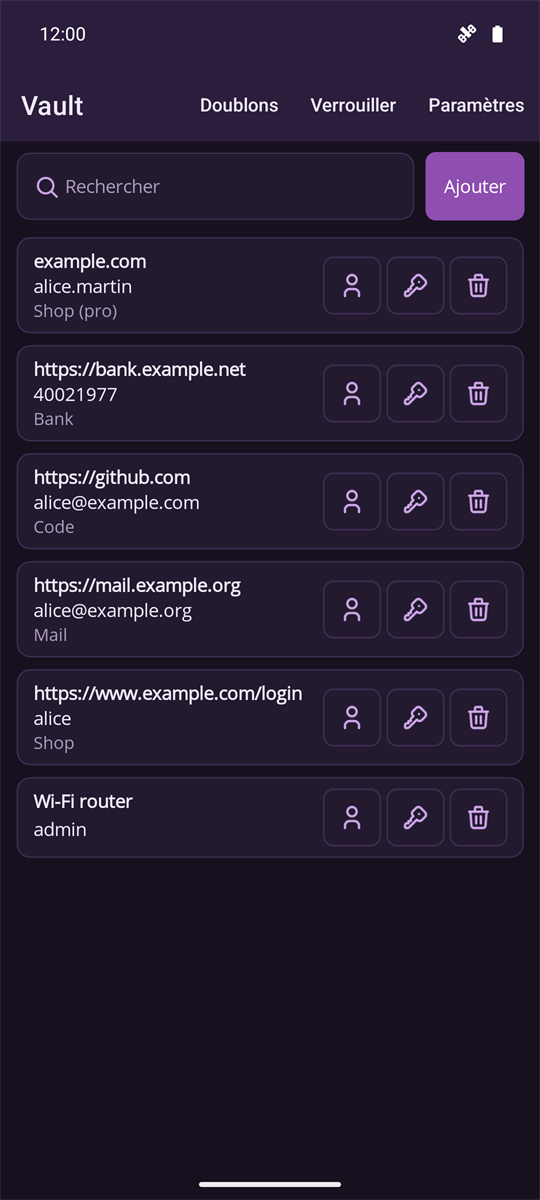 12:00
Vault
Doublons
Verrouiller
Paramètres
Rechercher
Ajouter
example.com
alice.martin
Shop (pro)
https://bank.example.net
40021977
Bank
https://github.com
alice@example.com
Code
https://mail.example.org
alice@example.org
Mail
https://www.example.com/login
alice
Shop
Wi-Fi router
admin